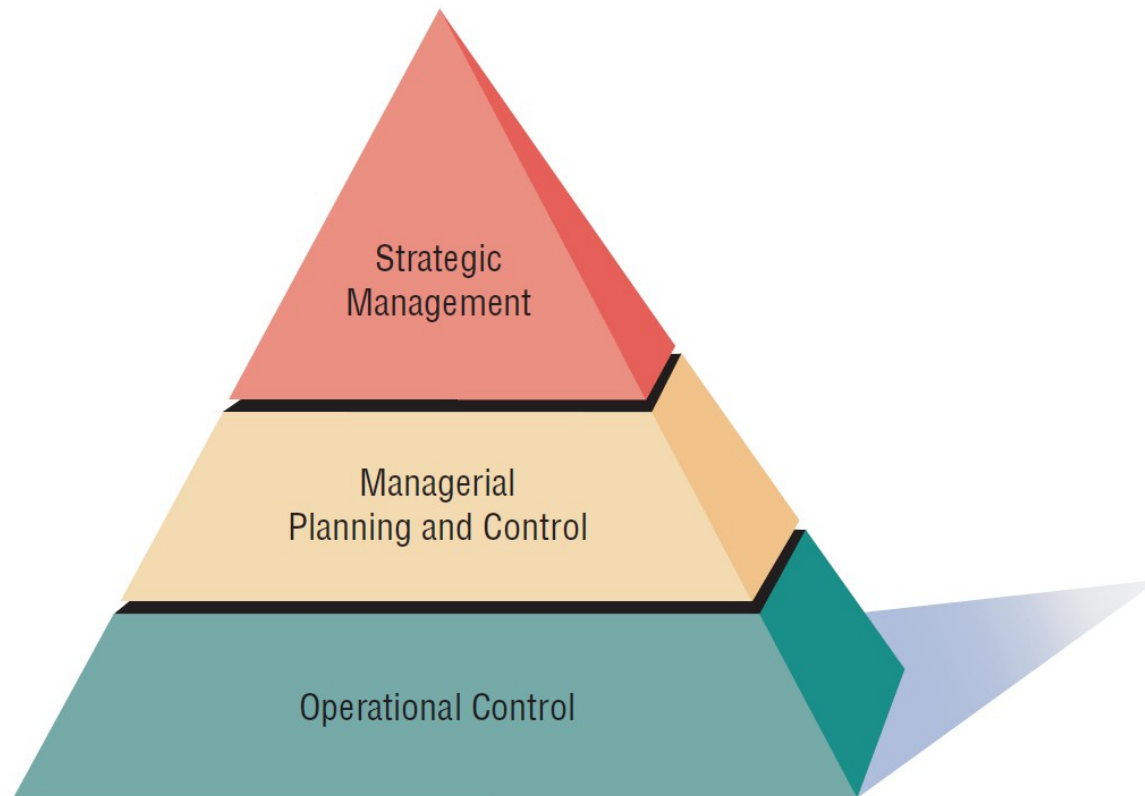 Strategic
Management
Managerial
Planning and Control
Operational Control